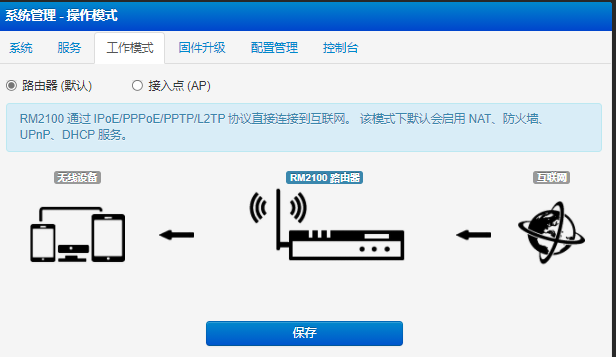 系统管理 - 操作模式
系统 服务 工作模式 固件升级 配置管理 控制台
路由器 (默认) 接入点 (AP)
RM2100 通过 IPoE/PPPoE/PPTP/L2TP 协议直接连接到互联网。 该模式下默认会启用 NAT、防火墙、
UPnP、DHCP 服务。
无线设备 RM2100 路由器 互联网
保存